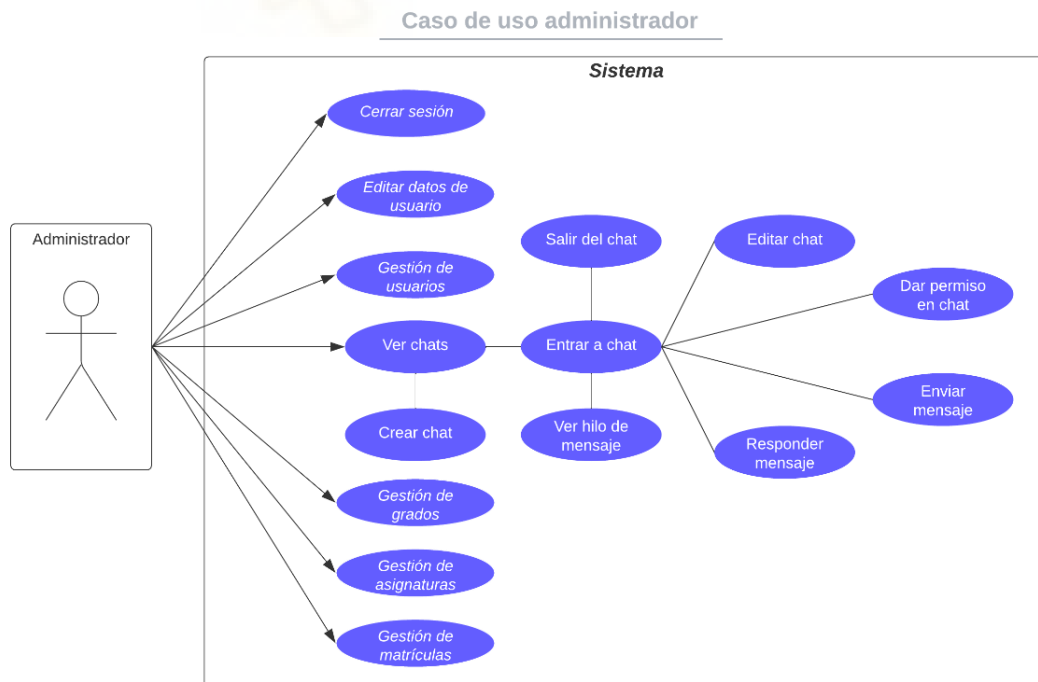 Caso de uso administrador
Sistema
Cerrar sesión
Editar datos de
usuario
Administrador
Gestión de
usuarios
Salir del chat
Editar chat
Dar permiso
en chat
Ver chats
Entrar a chat
Enviar
mensaje
Crear chat
Ver hilo de
mensaje
Responder
mensaje
Gestión de
grados
Gestión de
asignaturas
Gestión de
matrículas